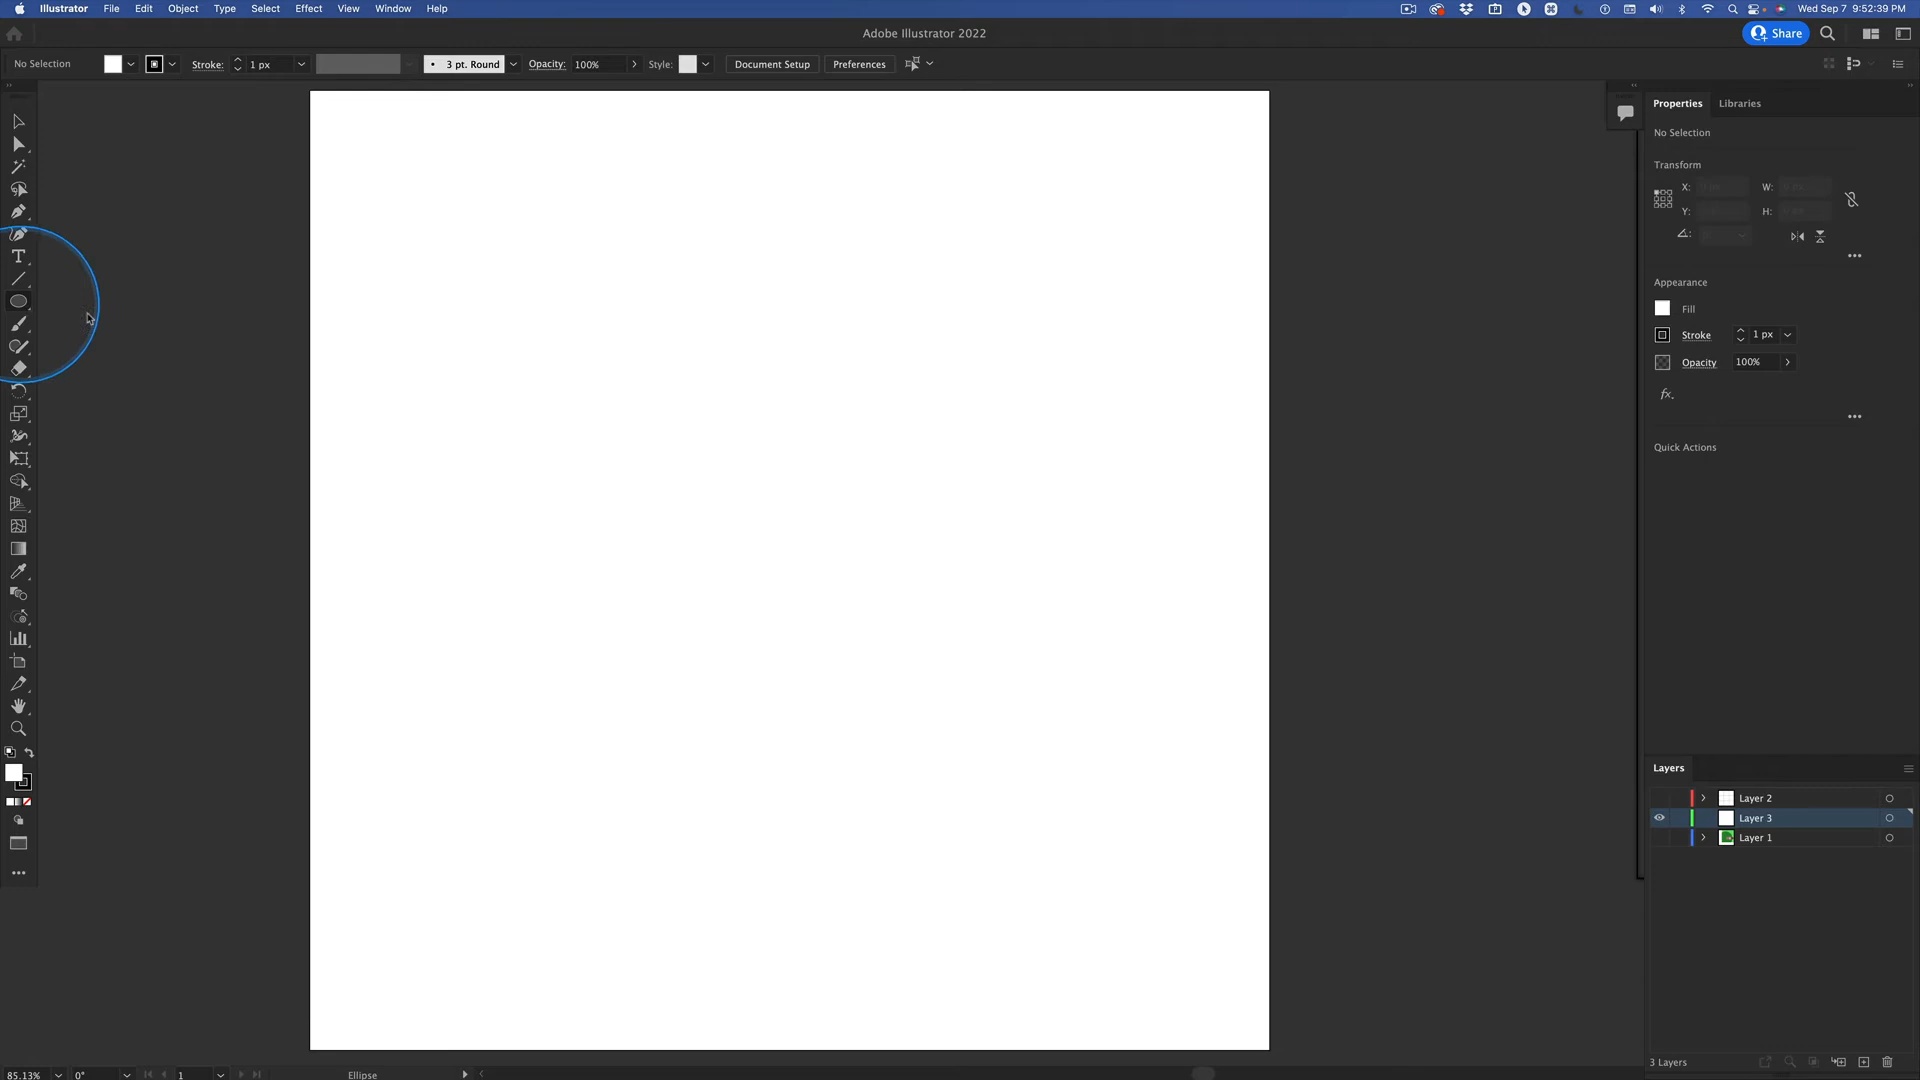 Illustrator File Edit Object Type Select Effect View Window Help Wed Sep 7 9:52:39 PM
Adobe Illustrator 2022 Share
No Selection Stroke: 1 px 3 pt. Round Opacity: 100% Style: Document Setup Preferences
Properties Libraries
No Selection
Transform
X: W:
Y: H:
Appearance
Fill
Stroke 1 px
Opacity 100%
fx.
Quick Actions
Layers
Layer 2
Layer 3
Layer 1
3 Layers
85.13% 0° 1 Ellipse